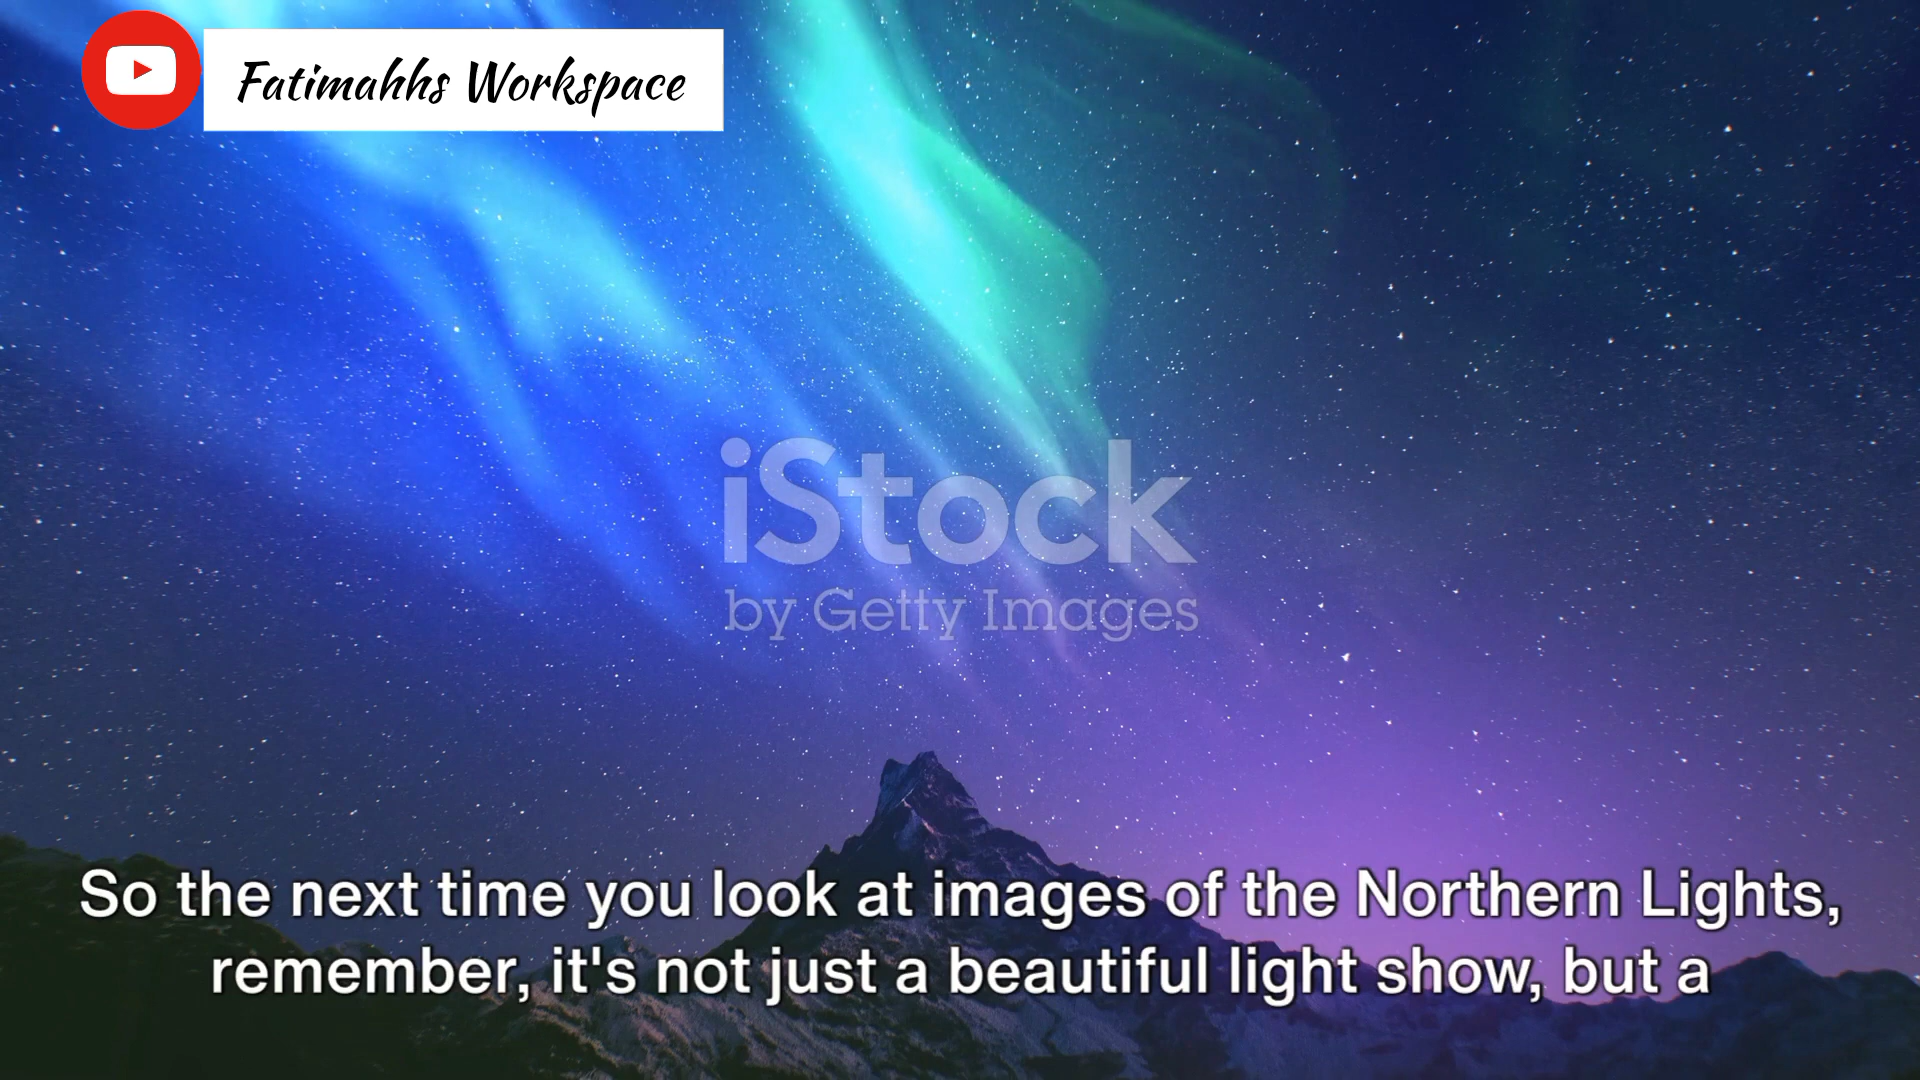 Fatimahhs Workspace
iStock
by Getty Images
So the next time you look at images of the Northern Lights,
remember, it's not just a beautiful light show, but a